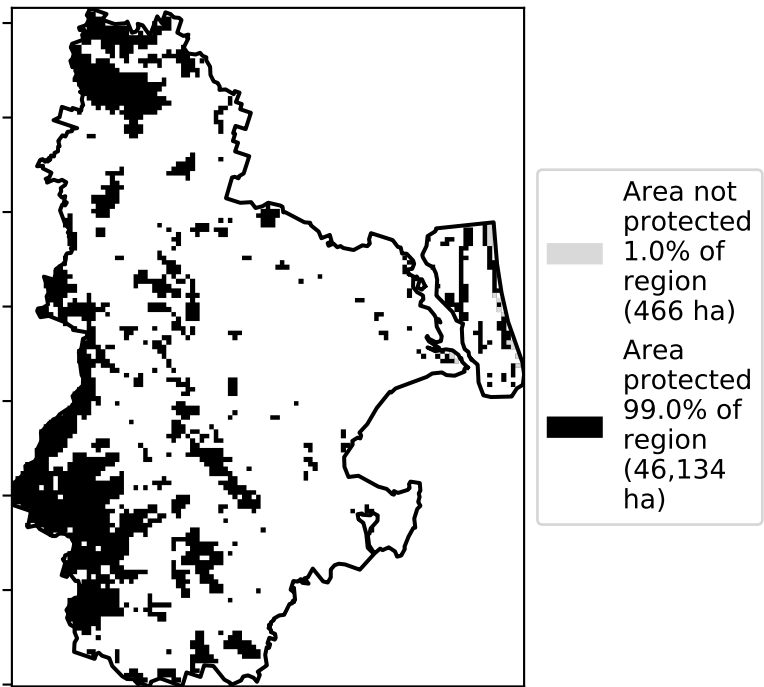 Area not
protected
1.0% of
region
(466 ha)
Area
protected
99.0% of
region
(46,134
ha)